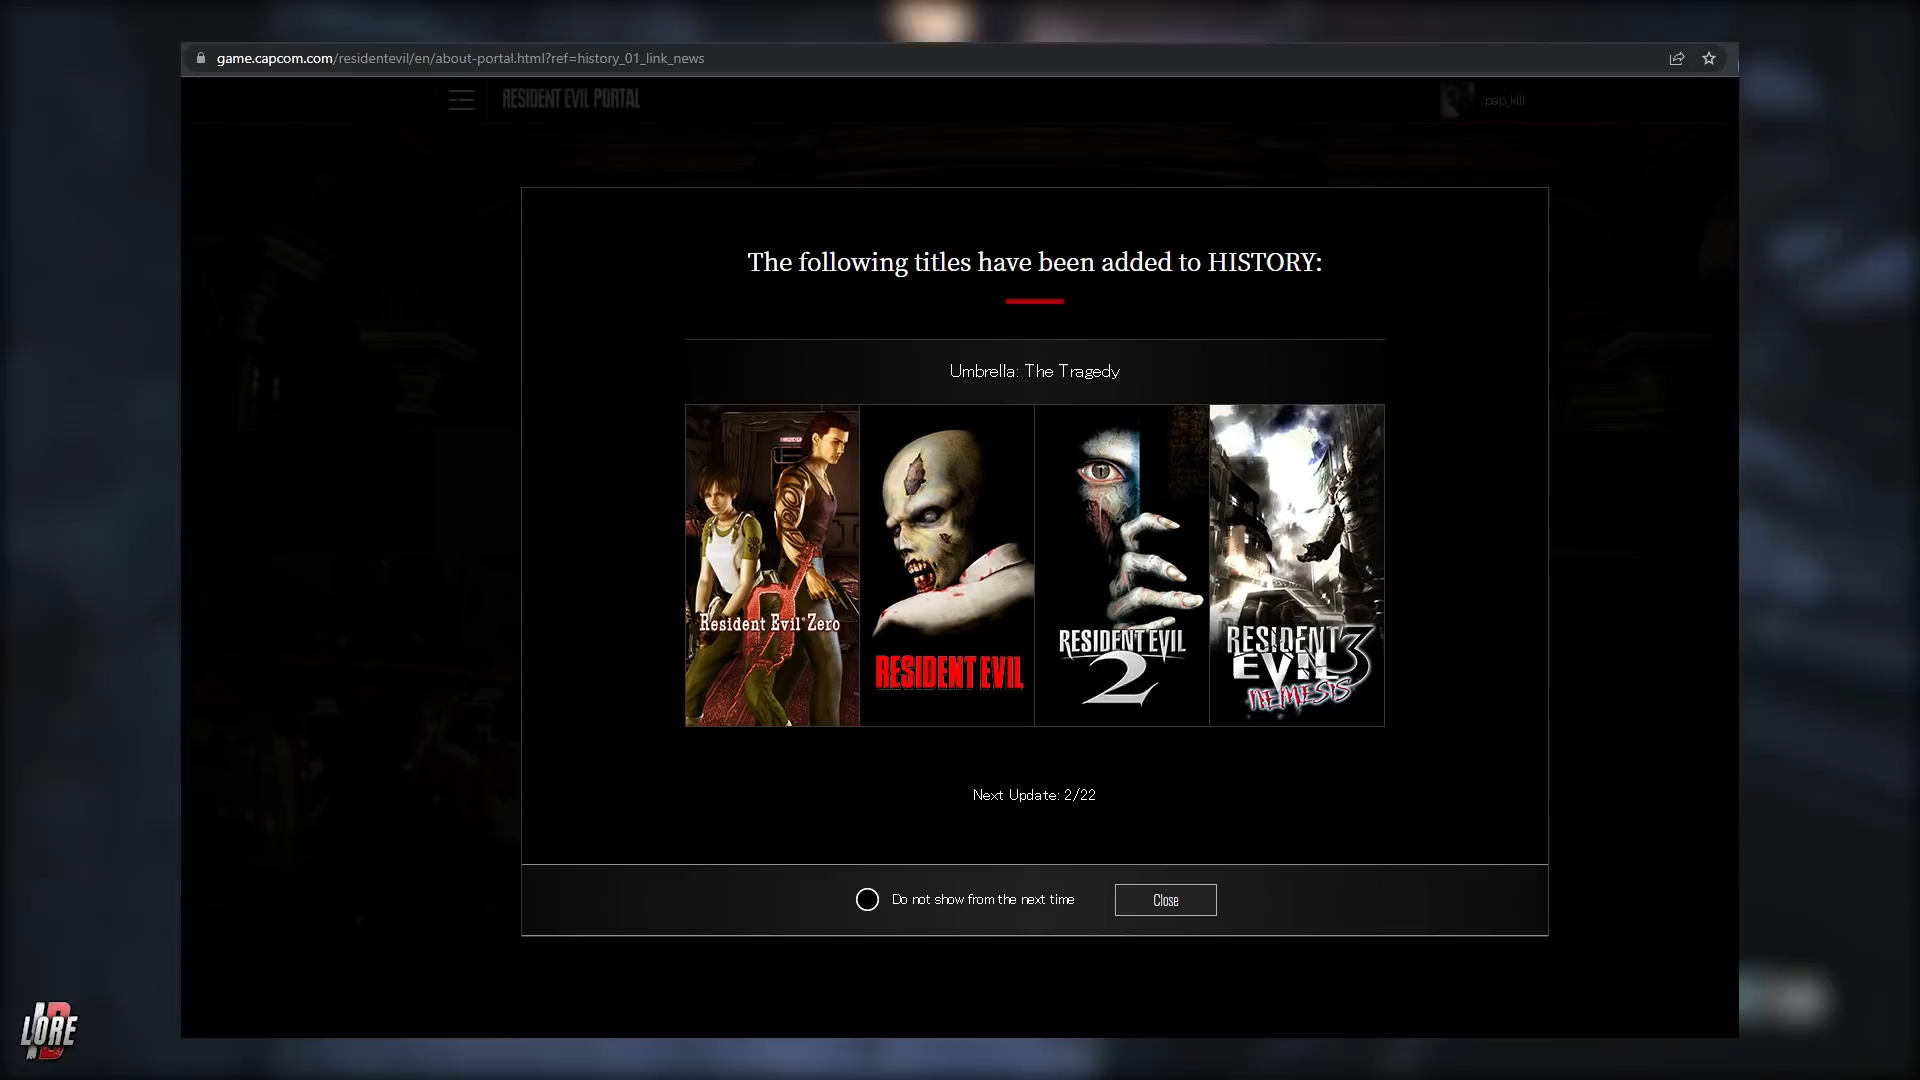 game.capcom.com/residentevil/en/about-portal.html?ref=history_01_link_news
RESIDENT EVIL PORTAL
pap_kill
The following titles have been added to HISTORY:
Umbrella: The Tragedy
0
Resident Evil Zero
RESIDENT EVIL
RESIDENT EVIL
2
RESIDENT
EVIL 3
NEMESIS
Next Update: 2/22
Do not show from the next time
Close
LORE